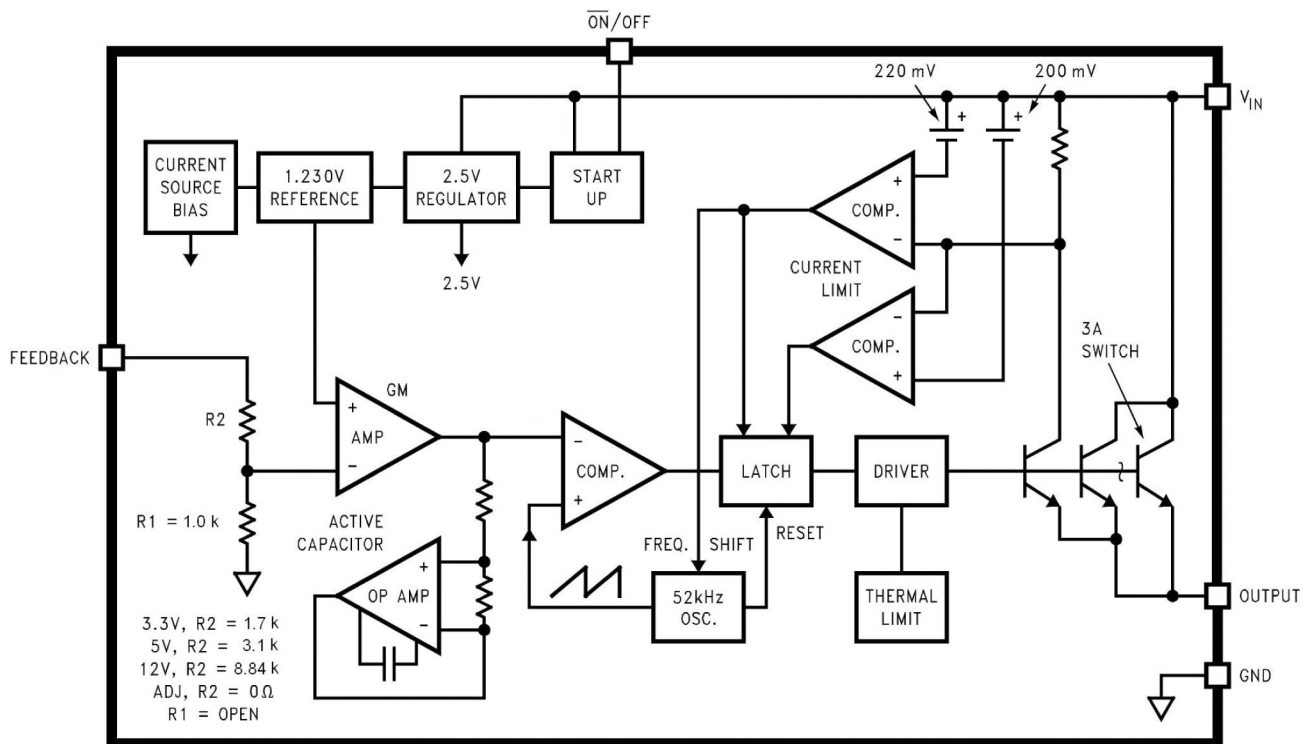 ON/OFF
220 mV
200 mV
VIN
CURRENT
SOURCE
BIAS
1.230V
REFERENCE
2.5V
REGULATOR
START
UP
+
+
+
COMP.
−
2.5V
CURRENT
LIMIT
−
COMP.
+
3A
SWITCH
FEEDBACK
GM
R2
+
AMP
−
−
COMP.
+
LATCH
DRIVER
R1 = 1.0 k
ACTIVE
CAPACITOR
FREQ. SHIFT
RESET
+
OP AMP
−
52kHz
OSC.
THERMAL
LIMIT
OUTPUT
3.3V, R2 = 1.7 k
5V, R2 = 3.1 k
12V, R2 = 8.84 k
ADJ, R2 = 0Ω
R1 = OPEN
GND